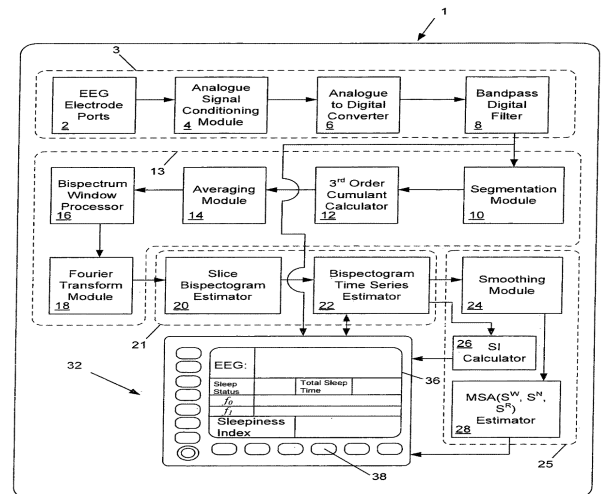 1
3
EEG
Electrode
Ports
2
Analogue
Signal
Conditioning
Module
4
Analogue
to Digital
Converter
6
Bandpass
Digital
Filter
8
13
Bispectrum
Window
Processor
16
Averaging
Module
14
3rd Order
Cumulant
Calculator
12
Segmentation
Module
10
Fourier
Transform
Module
18
Slice
Bispectrogram
Estimator
20
Bispectrogram
Time Series
Estimator
22
Smoothing
Module
24
21
26 SI
Calculator
32
EEG:
36
Sleep
Status
Total Sleep
Time
f0
f1
Sleepiness
Index
MSA(SW, SN,
SR)
Estimator
28
38
25